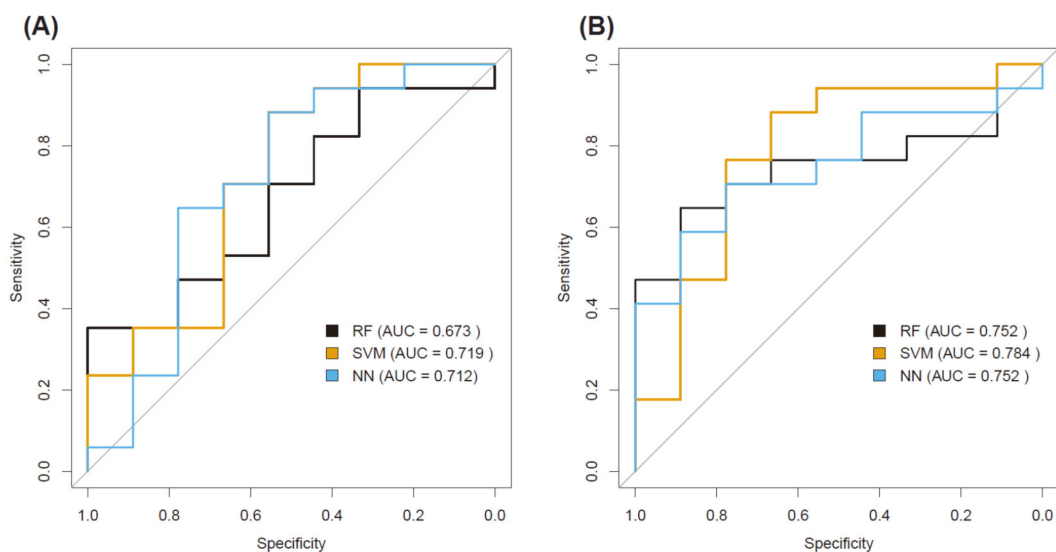 (A)
1.0
0.8
0.6
0.4
0.2
0.0
Sensitivity
RF (AUC = 0.673 )
SVM (AUC = 0.719 )
NN (AUC = 0.712)
1.0 0.8 0.6 0.4 0.2 0.0
Specificity
(B)
1.0
0.8
0.6
0.4
0.2
0.0
Sensitivity
RF (AUC = 0.752 )
SVM (AUC = 0.784 )
NN (AUC = 0.752 )
1.0 0.8 0.6 0.4 0.2 0.0
Specificity